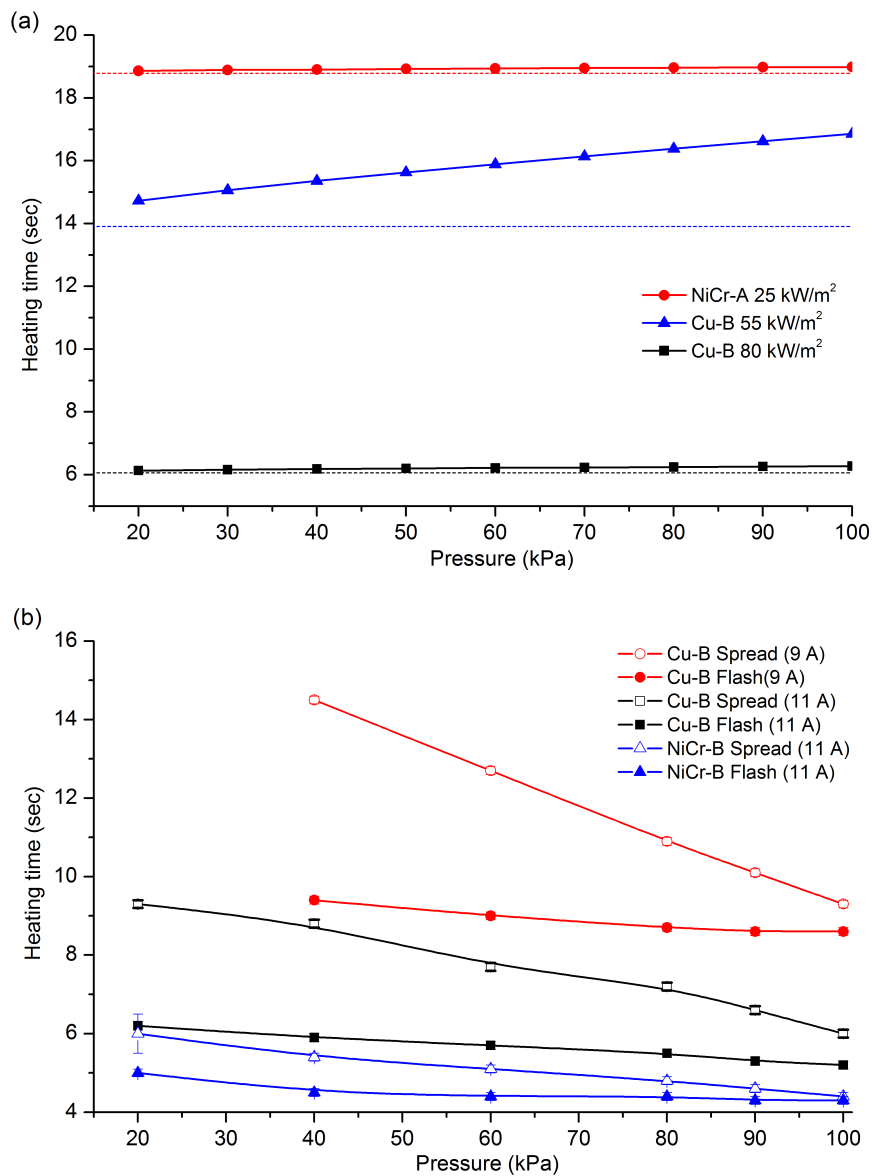 (a)
20
18
16
14
12
10
8
6
Heating time (sec)
NiCr-A 25 kW/m²
Cu-B 55 kW/m²
Cu-B 80 kW/m²
20 30 40 50 60 70 80 90 100
Pressure (kPa)
(b)
16
14
12
10
8
6
4
Heating time (sec)
Cu-B Spread (9 A)
Cu-B Flash(9 A)
Cu-B Spread (11 A)
Cu-B Flash (11 A)
NiCr-B Spread (11 A)
NiCr-B Flash (11 A)
20 30 40 50 60 70 80 90 100
Pressure (kPa)